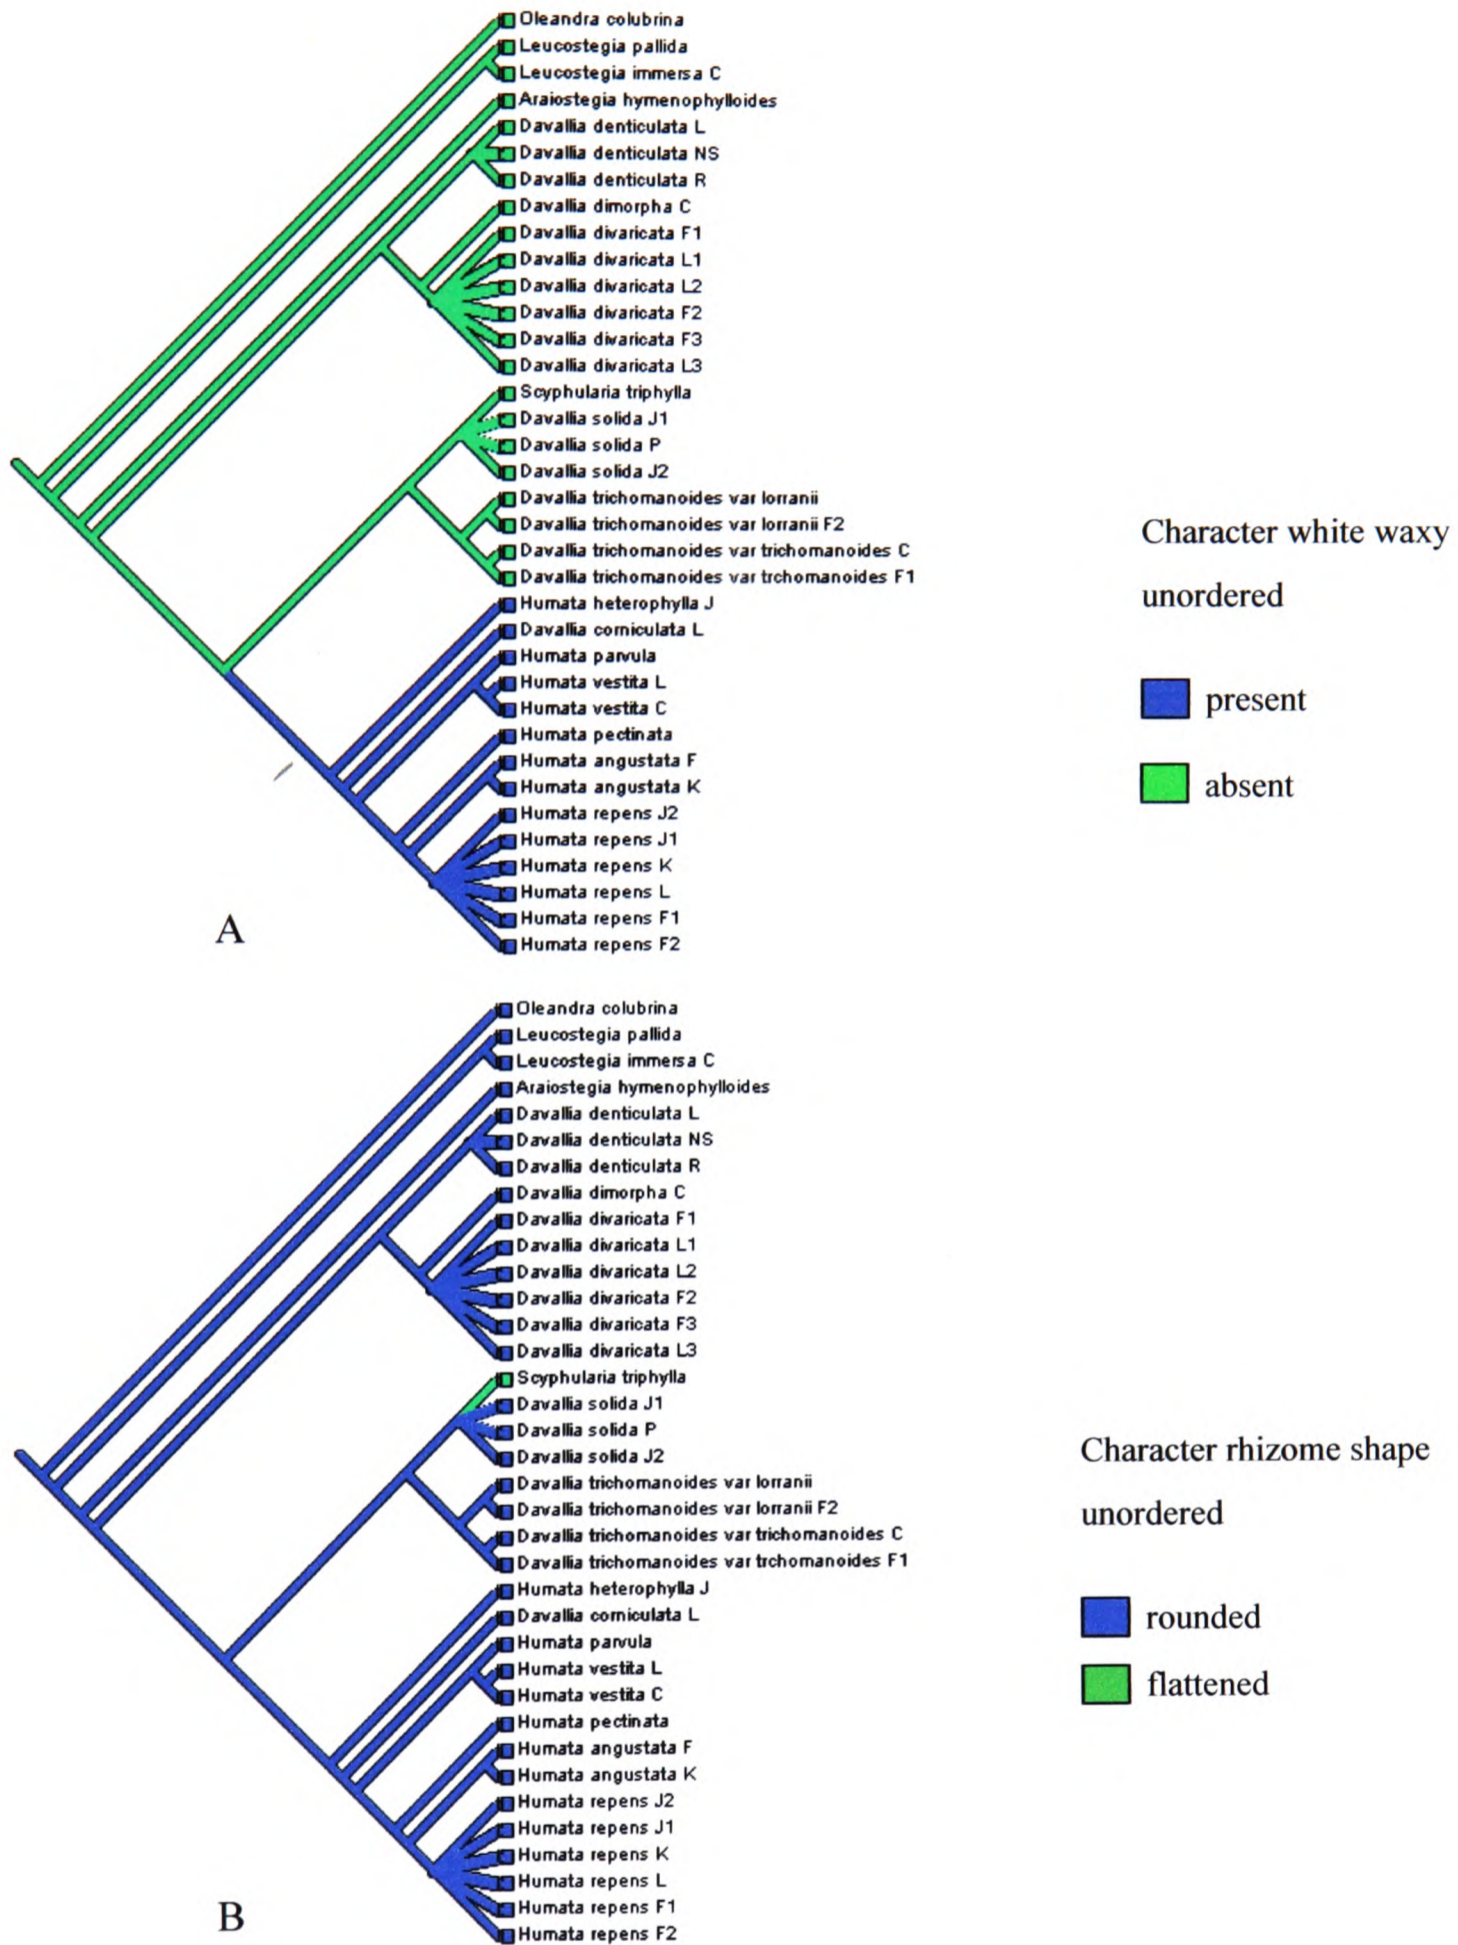 Oleandra colubrina
Leucostegia pallida
Leucostegia immersa C
Araiostegia hymenophylloides
Davallia denticulata L
Davallia denticulata NS
Davallia denticulata R
Davallia dimorpha C
Davallia divaricata F1
Davallia divaricata L1
Davallia divaricata L2
Davallia divaricata F2
Davallia divaricata F3
Davallia divaricata L3
Scyphularia triphylla
Davallia solida J1
Davallia solida P
Davallia solida J2
Davallia trichomanoides var lorranii
Davallia trichomanoides var lorranii F2
Davallia trichomanoides var trichomanoides C
Davallia trichomanoides var trchomanoides F1
Humata heterophylla J
Davallia corniculata L
Humata parvula
Humata vestita L
Humata vestita C
Humata pectinata
Humata angustata F
Humata angustata K
Humata repens J2
Humata repens J1
Humata repens K
Humata repens L
Humata repens F1
Humata repens F2
A
Character white waxy
unordered
present
absent
Oleandra colubrina
Leucostegia pallida
Leucostegia immersa C
Araiostegia hymenophylloides
Davallia denticulata L
Davallia denticulata NS
Davallia denticulata R
Davallia dimorpha C
Davallia divaricata F1
Davallia divaricata L1
Davallia divaricata L2
Davallia divaricata F2
Davallia divaricata F3
Davallia divaricata L3
Scyphularia triphylla
Davallia solida J1
Davallia solida P
Davallia solida J2
Davallia trichomanoides var lorranii
Davallia trichomanoides var lorranii F2
Davallia trichomanoides var trichomanoides C
Davallia trichomanoides var trchomanoides F1
Humata heterophylla J
Davallia corniculata L
Humata parvula
Humata vestita L
Humata vestita C
Humata pectinata
Humata angustata F
Humata angustata K
Humata repens J2
Humata repens J1
Humata repens K
Humata repens L
Humata repens F1
Humata repens F2
B
Character rhizome shape
unordered
rounded
flattened